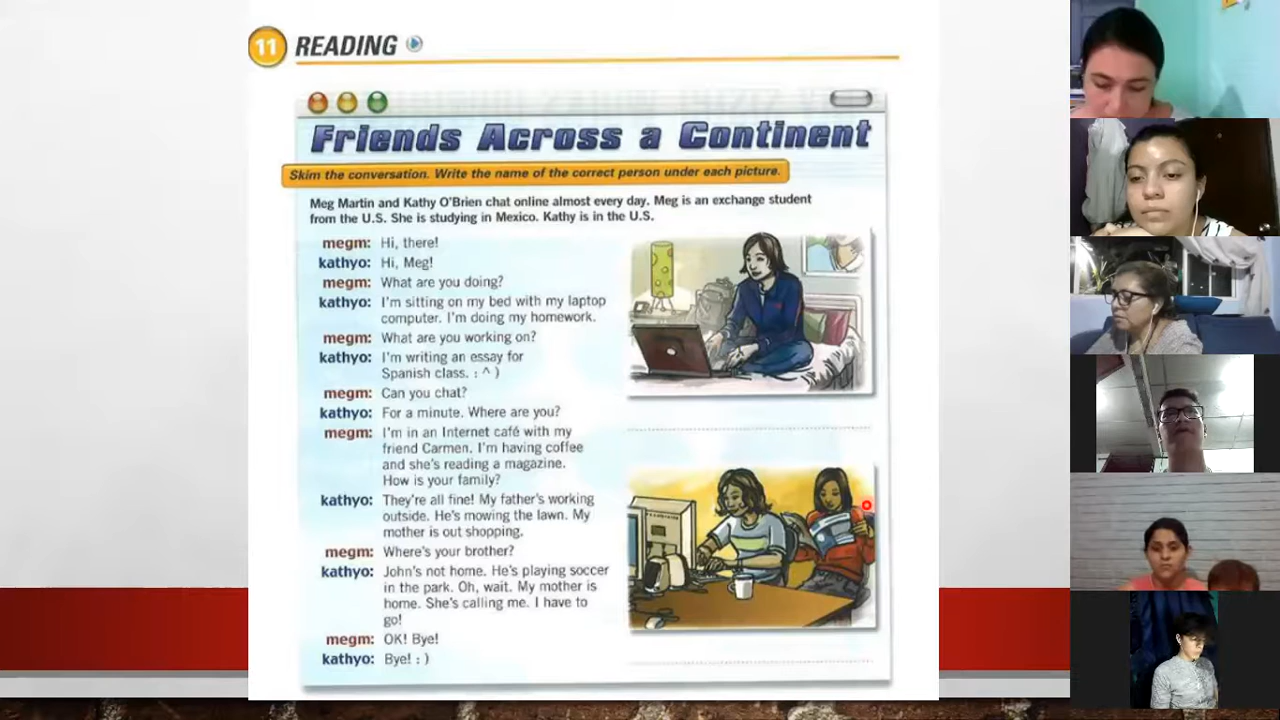 11 READING
Friends Across a Continent
Skim the conversation. Write the name of the correct person under each picture.
Meg Martin and Kathy O'Brien chat online almost every day. Meg is an exchange student
from the U.S. She is studying in Mexico. Kathy is in the U.S.
megm: Hi, there!
kathyo: Hi, Meg!
megm: What are you doing?
kathyo: I'm sitting on my bed with my laptop
computer. I'm doing my homework.
megm: What are you working on?
kathyo: I'm writing an essay for
Spanish class. : ^ )
megm: Can you chat?
kathyo: For a minute. Where are you?
megm: I'm in an Internet café with my
friend Carmen. I'm having coffee
and she's reading a magazine.
How is your family?
kathyo: They're all fine! My father's working
outside. He's mowing the lawn. My
mother is out shopping.
megm: Where's your brother?
kathyo: John's not home. He's playing soccer
in the park. Oh, wait. My mother is
home. She's calling me. I have to
go!
megm: OK! Bye!
kathyo: Bye! : )